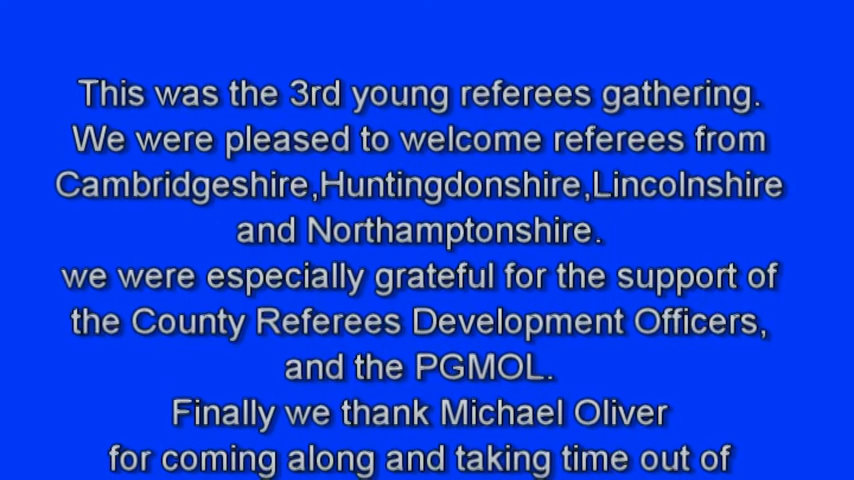 This was the 3rd young referees gathering.
We were pleased to welcome referees from
Cambridgeshire,Huntingdonshire,Lincolnshire
and Northamptonshire.
we were especially grateful for the support of
the County Referees Development Officers,
and the PGMOL.
Finally we thank Michael Oliver
for coming along and taking time out of